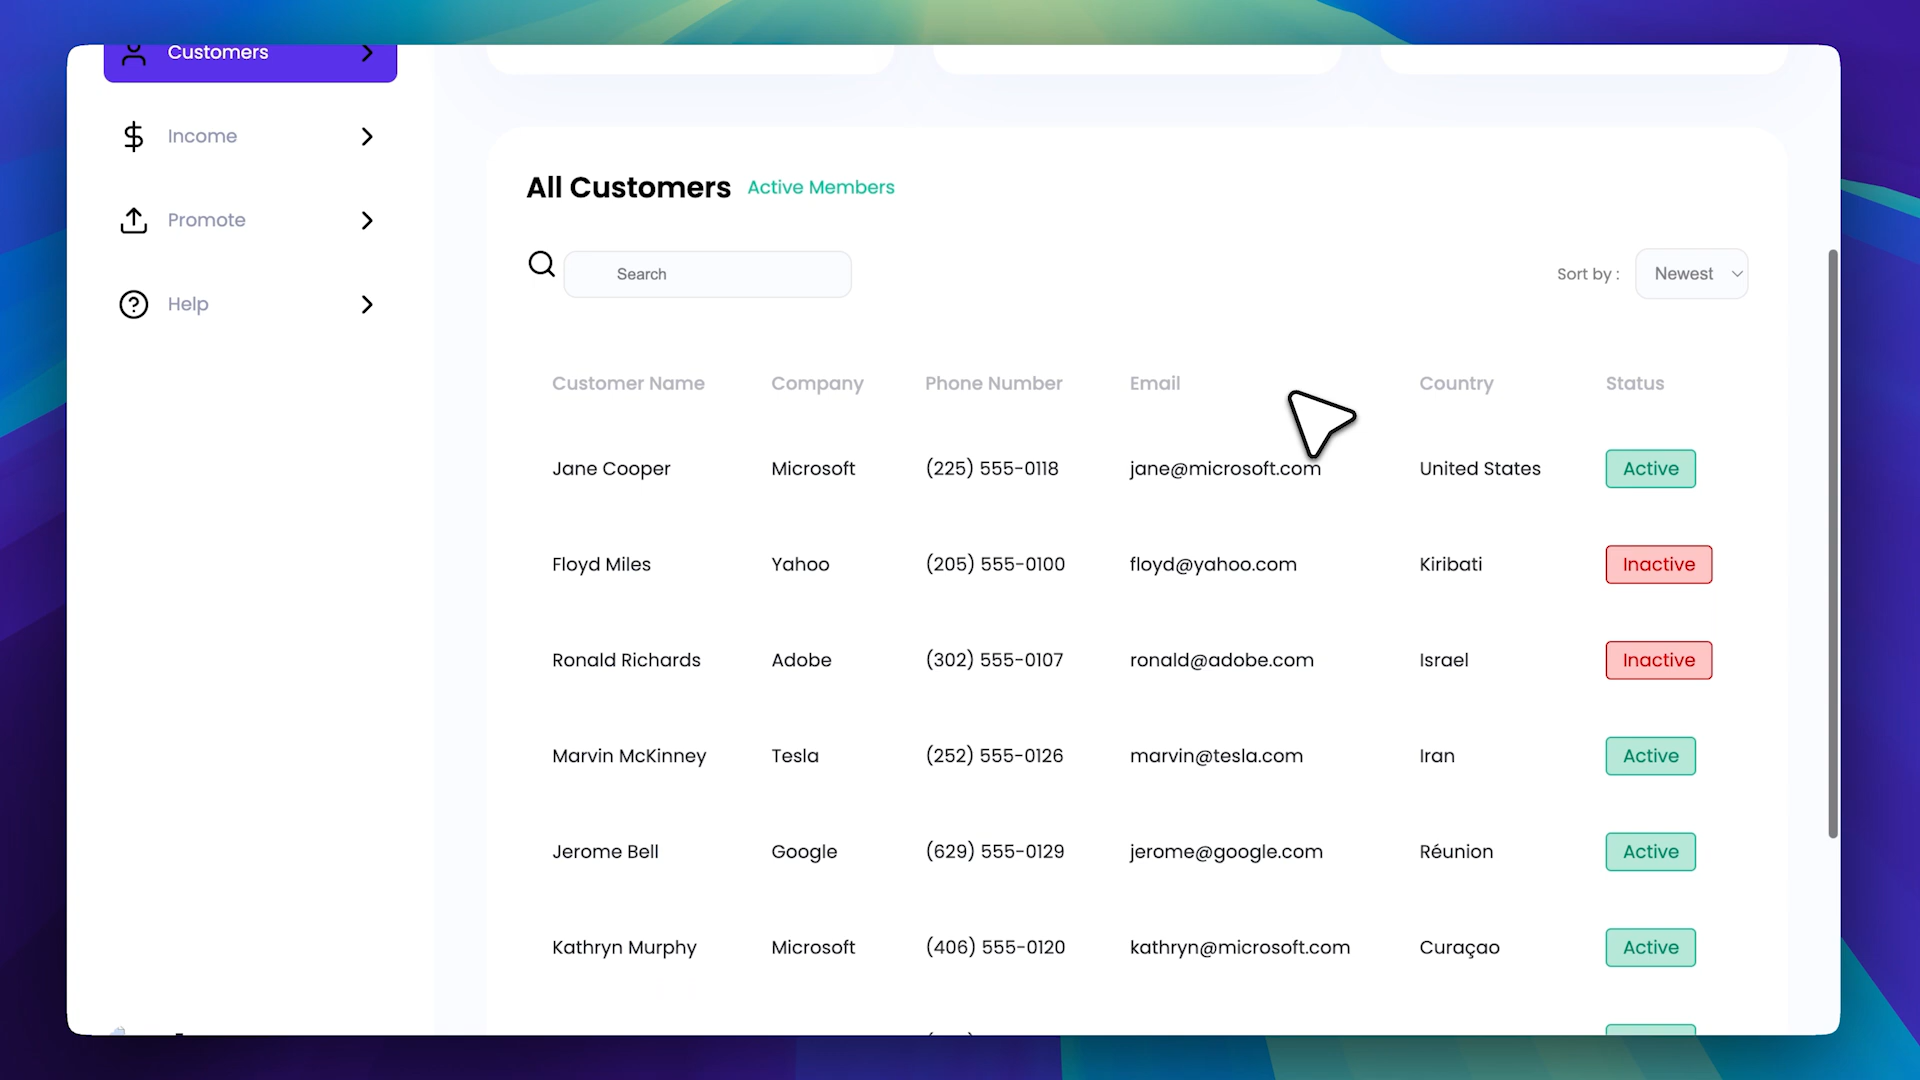 Customers
Income
Promote
Help
All Customers Active Members
Search
Sort by : Newest
Customer Name Company Phone Number Email Country Status
Jane Cooper Microsoft (225) 555-0118 jane@microsoft.com United States Active
Floyd Miles Yahoo (205) 555-0100 floyd@yahoo.com Kiribati Inactive
Ronald Richards Adobe (302) 555-0107 ronald@adobe.com Israel Inactive
Marvin McKinney Tesla (252) 555-0126 marvin@tesla.com Iran Active
Jerome Bell Google (629) 555-0129 jerome@google.com Réunion Active
Kathryn Murphy Microsoft (406) 555-0120 kathryn@microsoft.com Curaçao Active